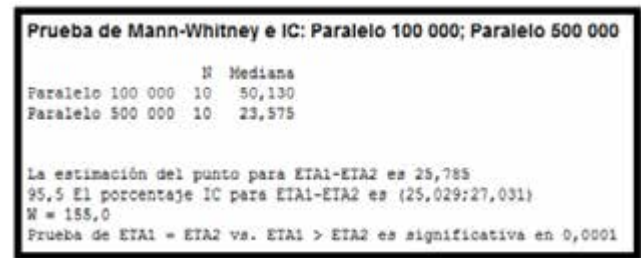 Prueba de Mann-Whitney e IC: Paralelo 100 000; Paralelo 500 000
N Mediana
Paralelo 100 000 10 50,130
Paralelo 500 000 10 23,575
La estimación del punto para ETA1-ETA2 es 25,785
95,5 El porcentaje IC para ETA1-ETA2 es (25,029;27,031)
W = 155,0
Prueba de ETA1 = ETA2 vs. ETA1 > ETA2 es significativa en 0,0001